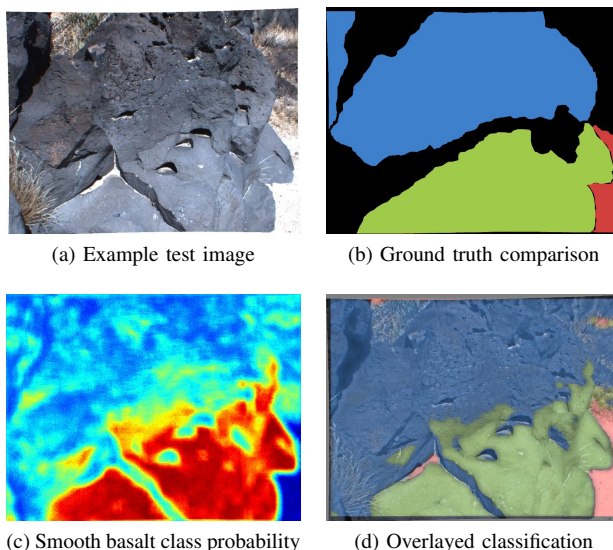 (a) Example test image
(b) Ground truth comparison
(c) Smooth basalt class probability
(d) Overlayed classification